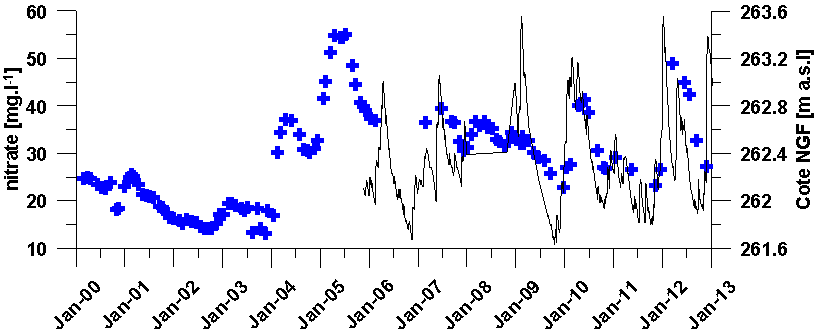 60
50
40
30
20
10
nitrate [mg.l-1]
263.6
263.2
262.8
262.4
262
261.6
Cote NGF [m a.s.l]
Jan-00
Jan-01
Jan-02
Jan-03
Jan-04
Jan-05
Jan-06
Jan-07
Jan-08
Jan-09
Jan-10
Jan-11
Jan-12
Jan-13